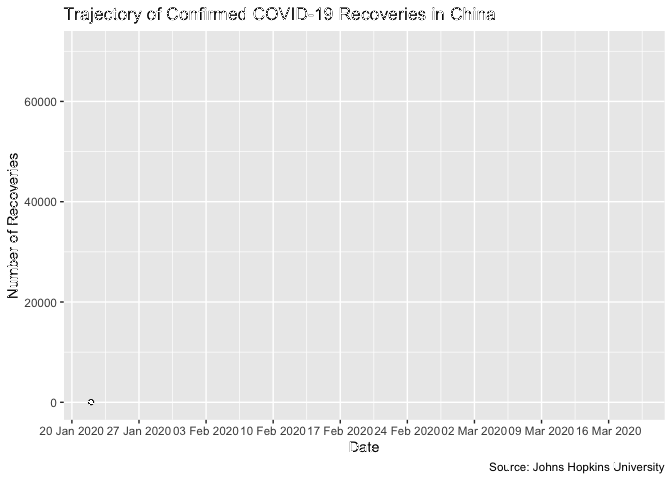 Trajectory of Confirmed COVID-19 Recoveries in China
Number of Recoveries
60000
40000
20000
0
20 Jan 2020 27 Jan 2020 03 Feb 2020 10 Feb 2020 17 Feb 2020 24 Feb 2020 02 Mar 2020 09 Mar 2020 16 Mar 2020
Date
Source: Johns Hopkins University